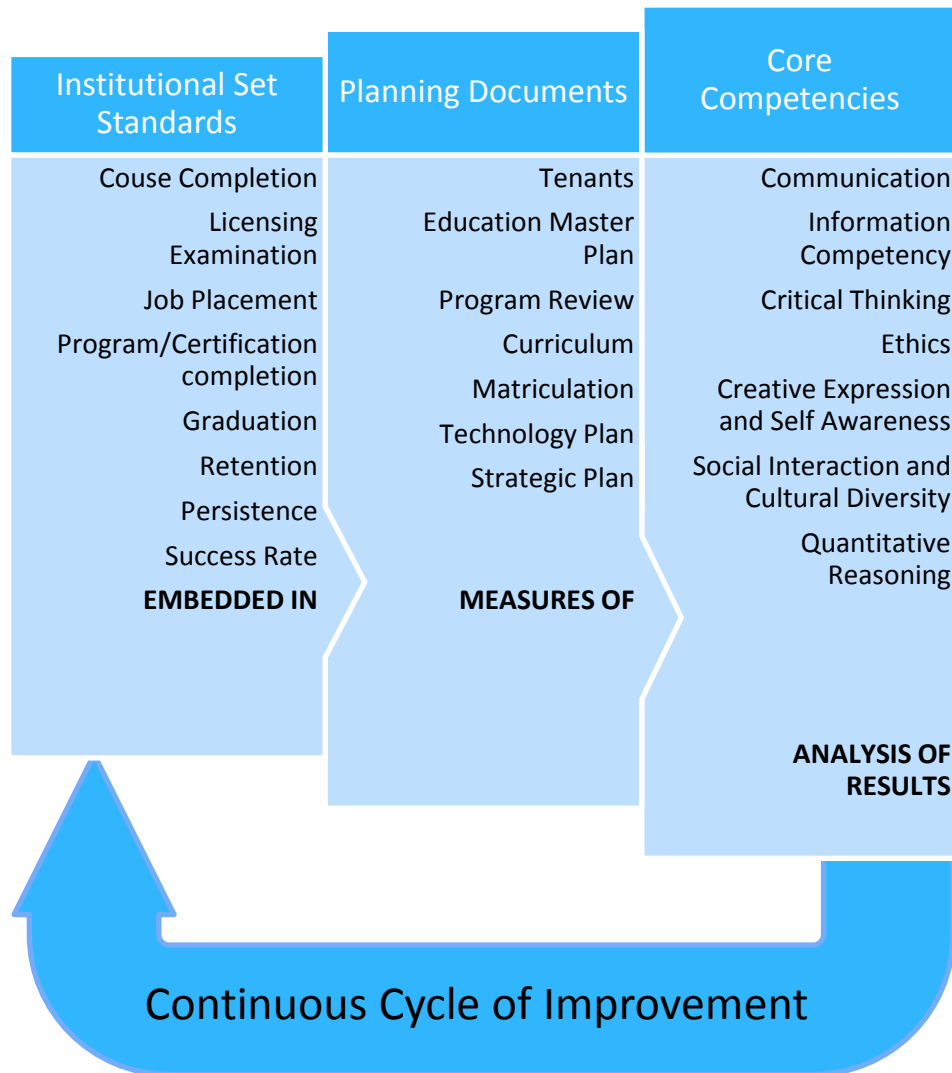 Institutional Set
Standards
Couse Completion
Licensing
Examination
Job Placement
Program/Certification
completion
Graduation
Retention
Persistence
Success Rate
EMBEDDED IN
Planning Documents
Tenants
Education Master
Plan
Program Review
Curriculum
Matriculation
Technology Plan
Strategic Plan
MEASURES OF
Core
Competencies
Communication
Information
Competency
Critical Thinking
Ethics
Creative Expression
and Self Awareness
Social Interaction and
Cultural Diversity
Quantitative
Reasoning
ANALYSIS OF
RESULTS
Continuous Cycle of Improvement